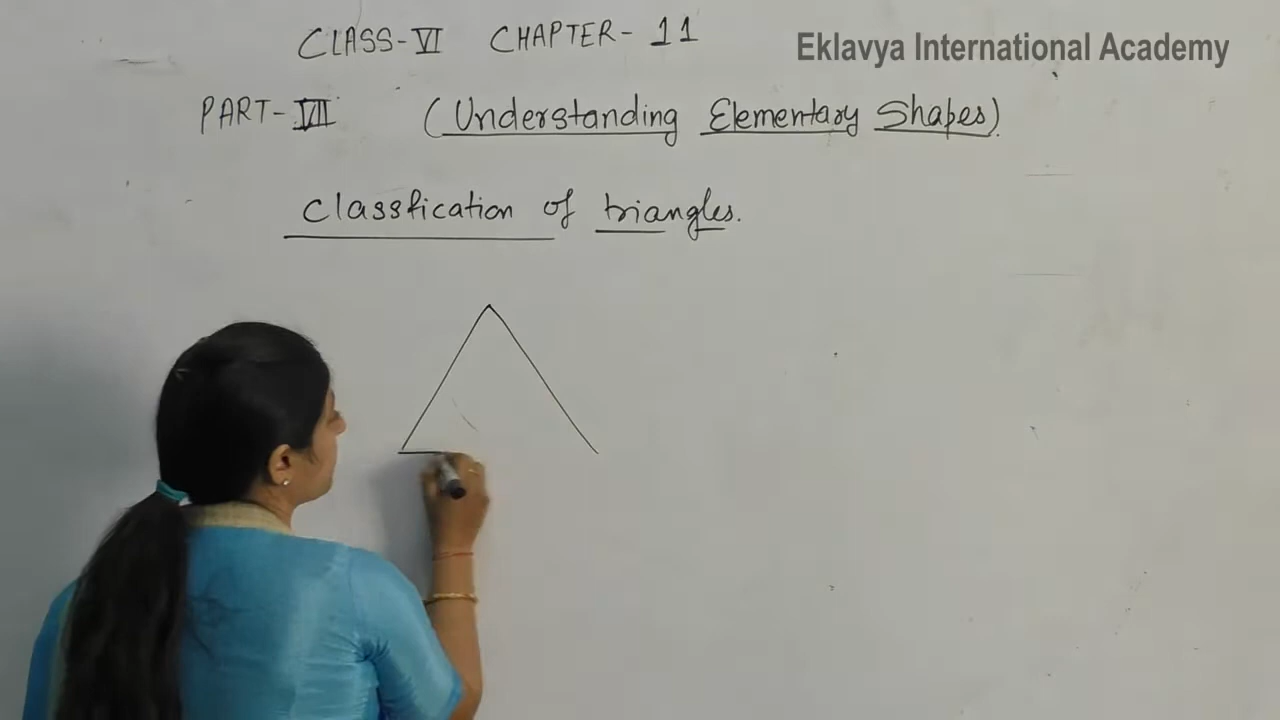 CLASS-VI CHAPTER-11
Eklavya International Academy
PART-VII (Understanding Elementary Shapes)
Classfication of triangles.